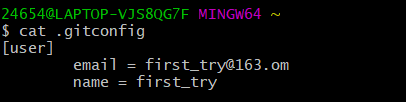 24654@LAPTOP-VJS8QG7F MINGW64 ~
$ cat .gitconfig
[user]
        email = first_try@163.om
        name = first_try